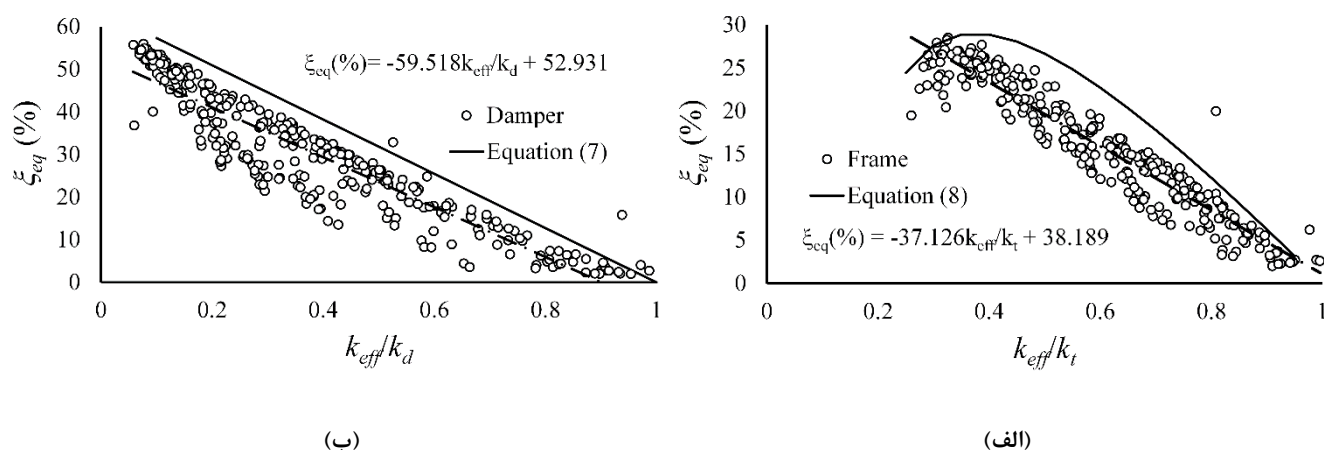 60
50
40
30
20
10
0
ξeq (%)
ξeq(%)= -59.518keff/kd + 52.931
Damper
Equation (7)
0 0.2 0.4 0.6 0.8 1
keff/kd
(ب)
30
25
20
15
10
5
0
ξeq (%)
Frame
Equation (8)
ξeq(%) = -37.126keff/kt + 38.189
0 0.2 0.4 0.6 0.8 1
keff/kt
(الف)